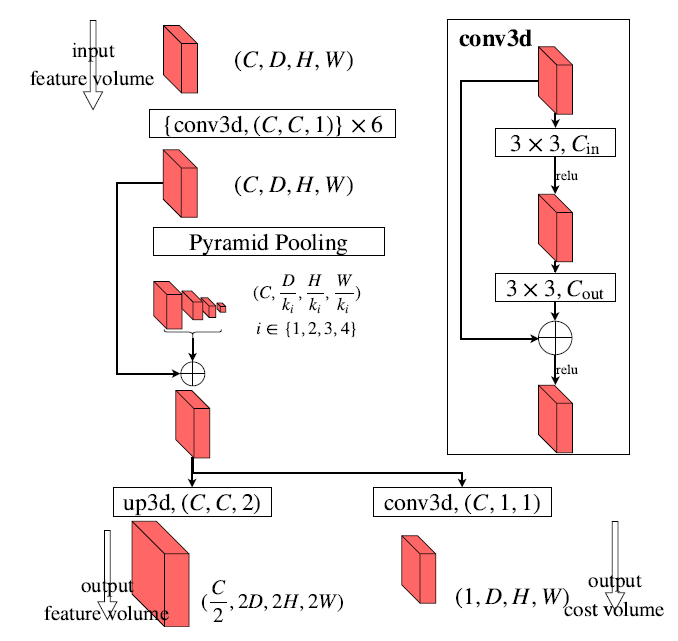 input
feature volume
(C, D, H, W)
{conv3d, (C, C, 1)} × 6
(C, D, H, W)
Pyramid Pooling
(C, D/k_i, H/k_i, W/k_i)
i ∈ {1, 2, 3, 4}
up3d, (C, C, 2)
conv3d, (C, 1, 1)
output
feature volume
(C/2, 2D, 2H, 2W)
(1, D, H, W)
output
cost volume
conv3d
3 × 3, C_in
relu
3 × 3, C_out
relu